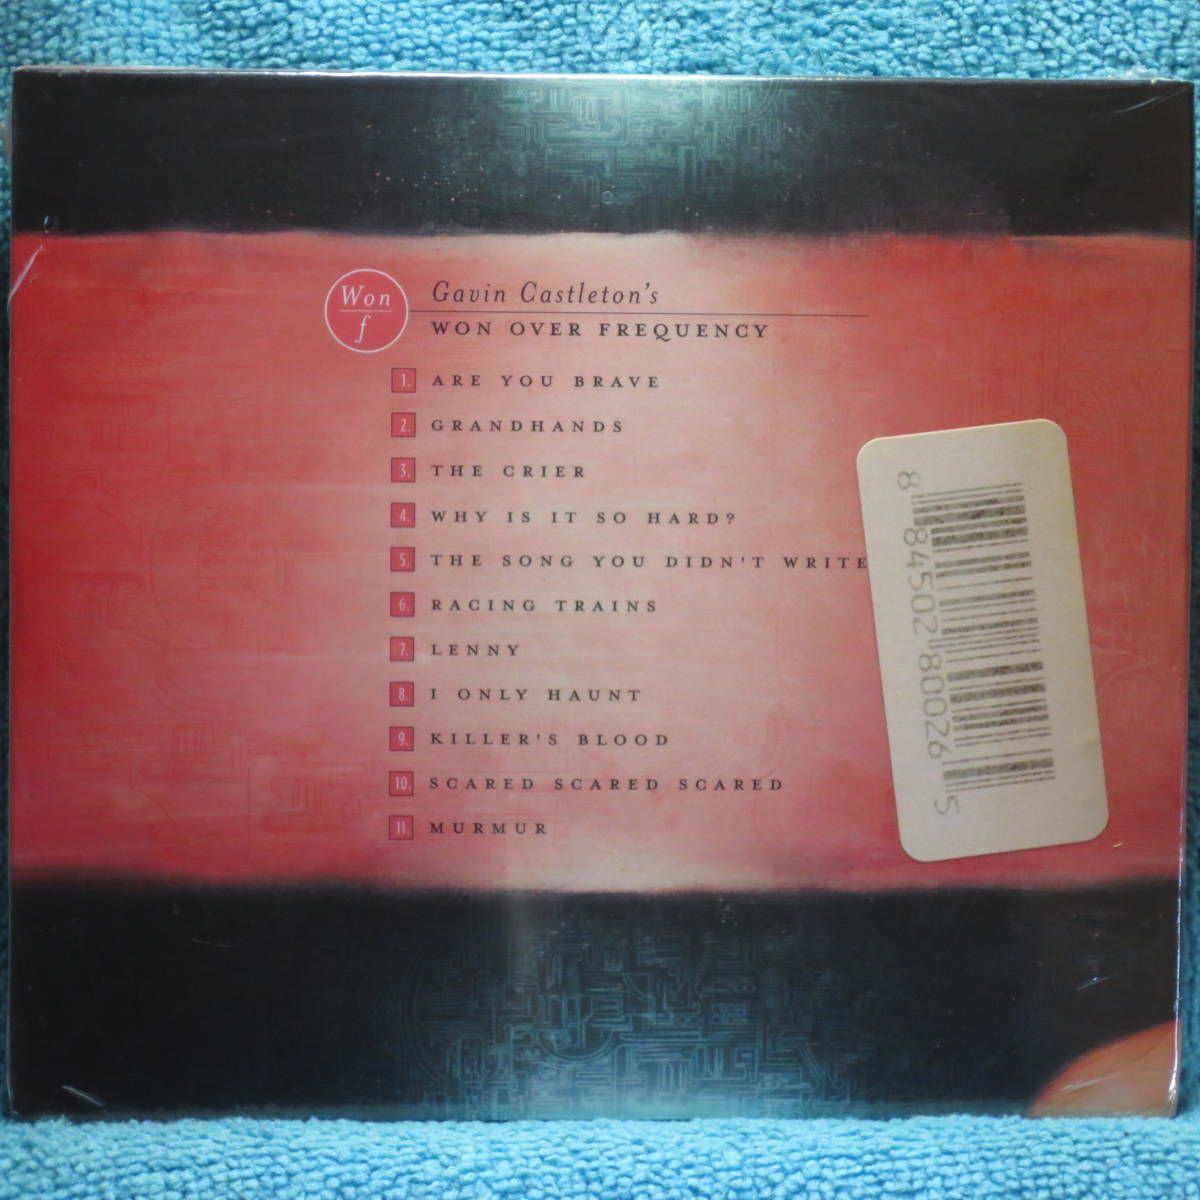 Won
f
Gavin Castleton's
WON OVER FREQUENCY
1. ARE YOU BRAVE
2. GRANDHANDS
3. THE CRIER
4. WHY IS IT SO HARD?
5. THE SONG YOU DIDN'T WRITE
6. RACING TRAINS
7. LENNY
8. I ONLY HAUNT
9. KILLER'S BLOOD
10. SCARED SCARED SCARED
11. MURMUR
8 84502 80026 5